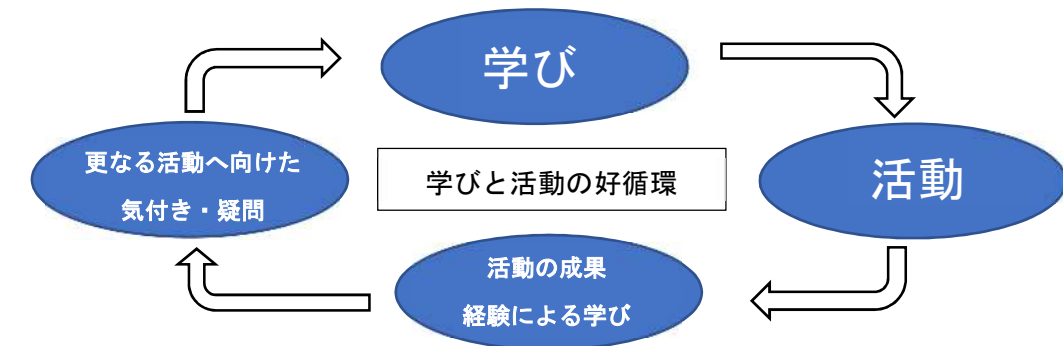 学び
更なる活動へ向けた
気付き・疑問
学びと活動の好循環
活動
活動の成果
経験による学び